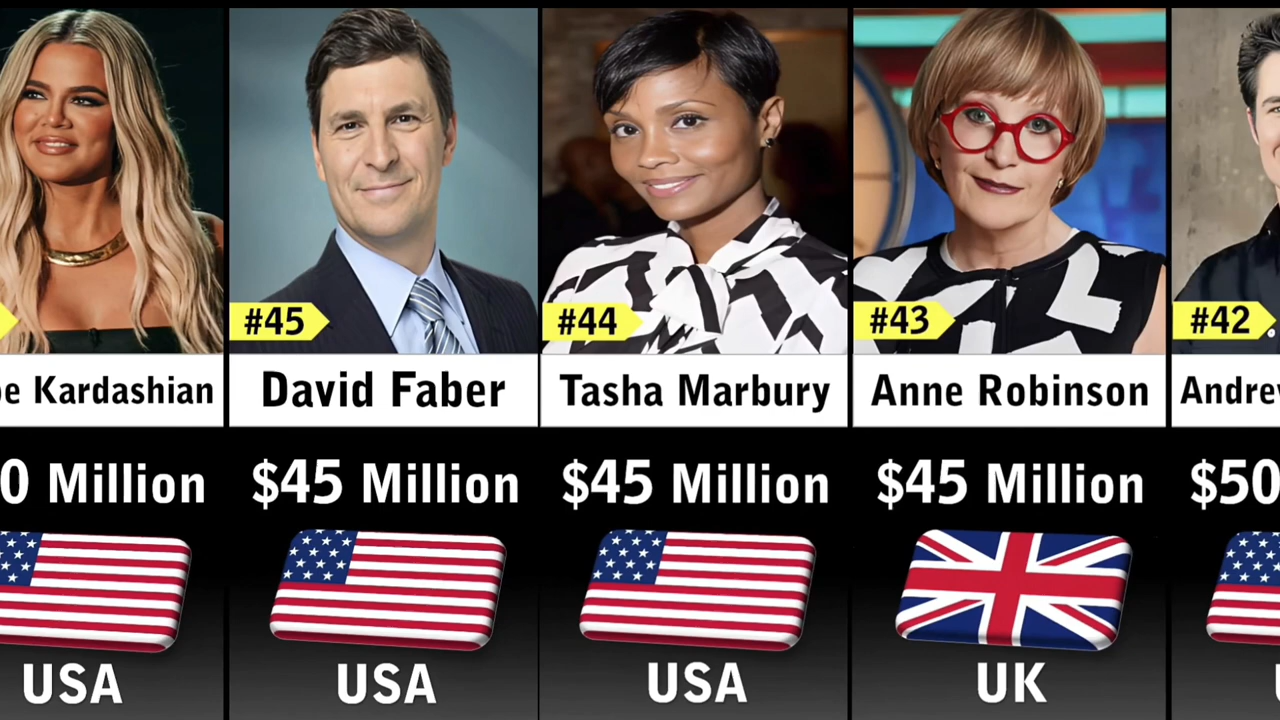 #45
#44
#43
#42
Kardashian
David Faber
Tasha Marbury
Anne Robinson
Million
$45 Million
$45 Million
$45 Million
$50
USA
USA
USA
UK